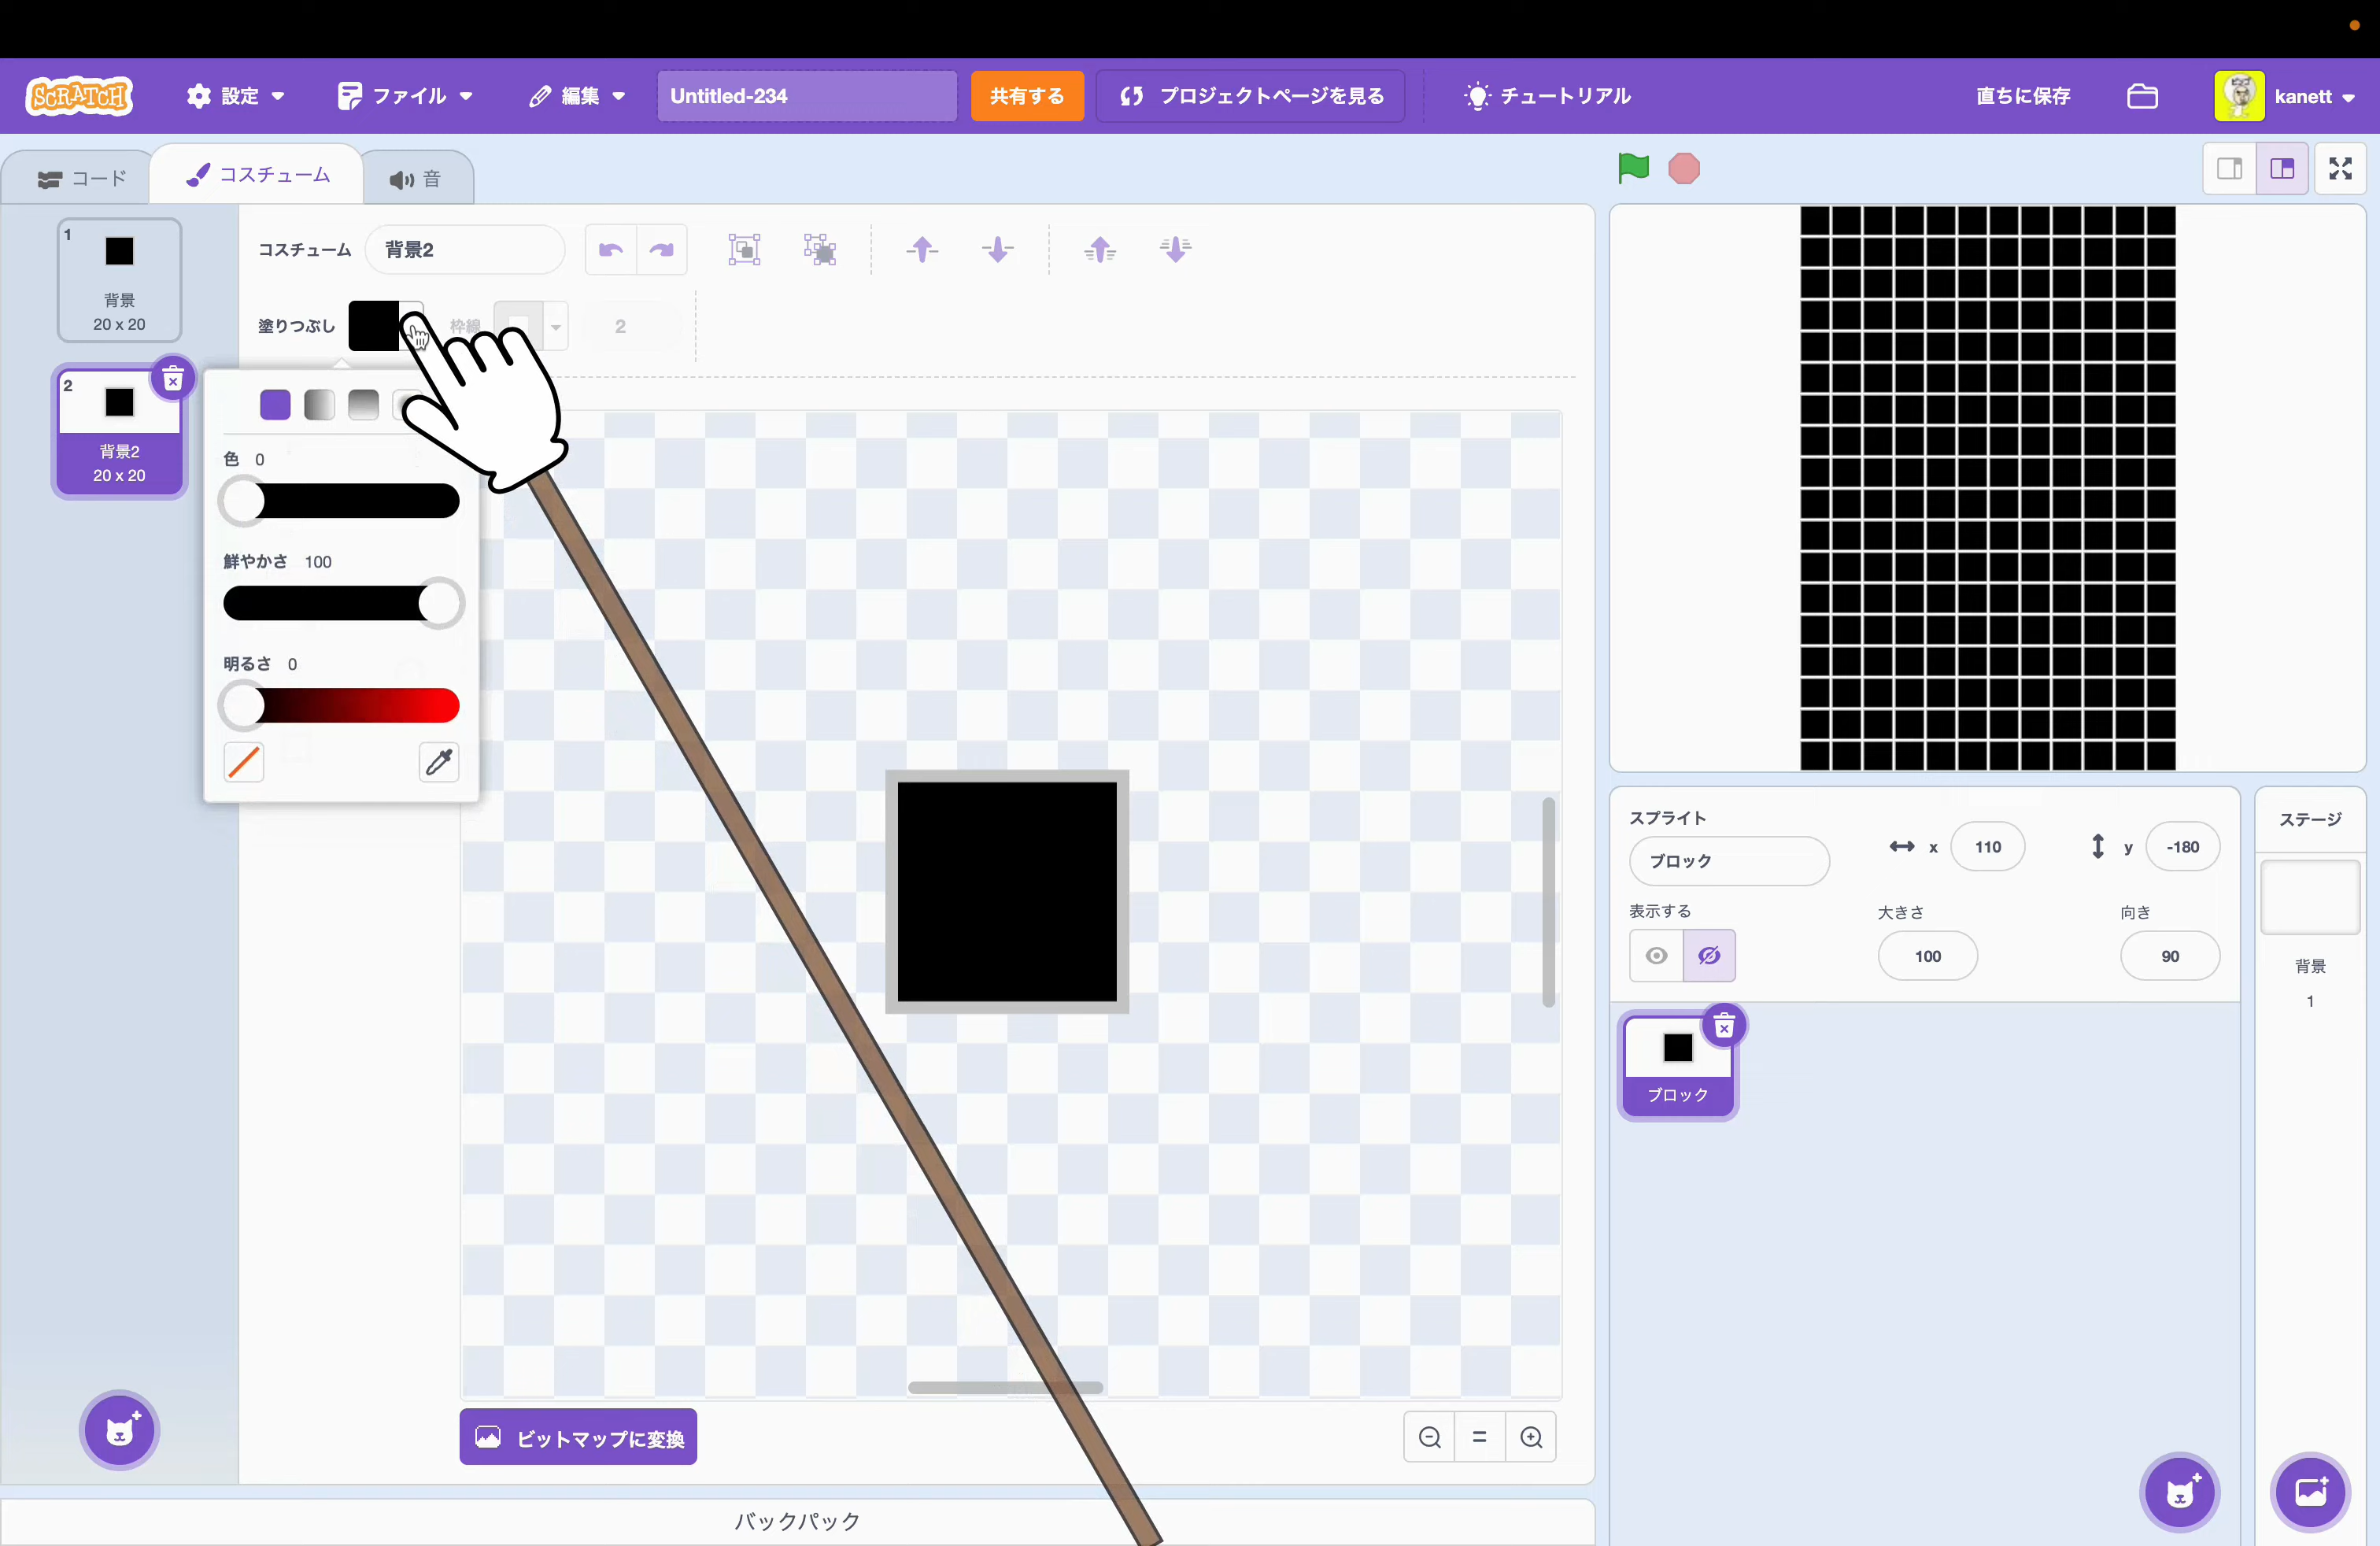 SCRATCH
設定
ファイル
編集
Untitled-234
共有する
プロジェクトページを見る
チュートリアル
直ちに保存
kanett
コード
コスチューム
音
1
背景
20 x 20
2
背景2
20 x 20
コスチューム
背景2
塗りつぶし
枠線
2
色 0
鮮やかさ 100
明るさ 0
ビットマップに変換
バックパック
スプライト
ブロック
x
110
y
-180
表示する
大きさ
100
向き
90
ブロック
ステージ
背景
1